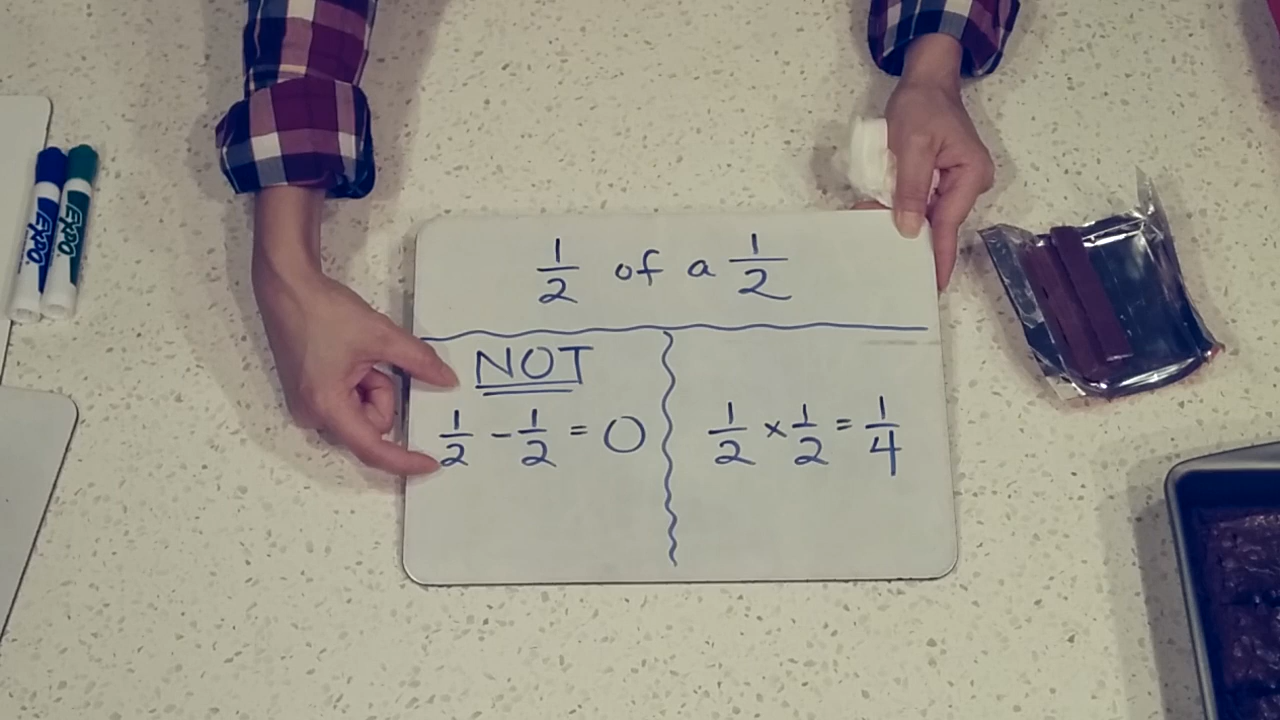 1/2 of a 1/2
NOT
1/2 - 1/2 = 0
1/2 × 1/2 = 1/4
EXPO
EXPO